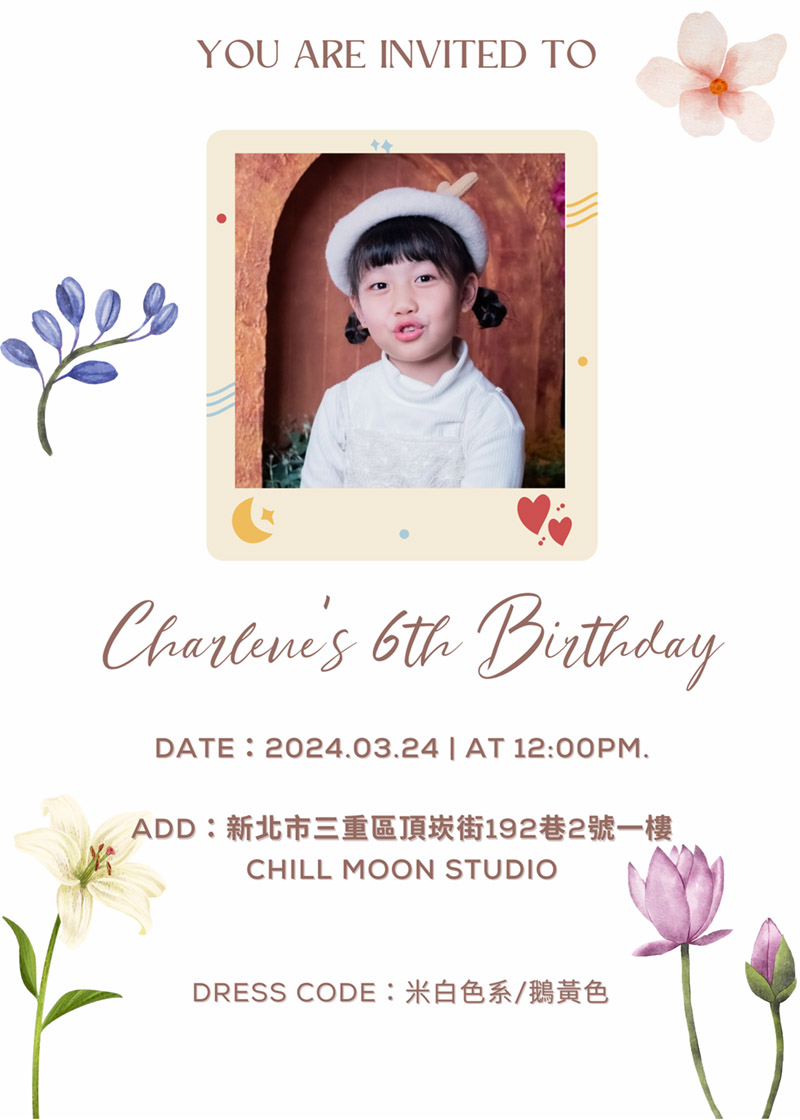 YOU ARE INVITED TO
Charlene's 6th Birthday
DATE：2024.03.24 | AT 12:00PM.
ADD：新北市三重區頂崁街192巷2號一樓
CHILL MOON STUDIO
DRESS CODE：米白色系/鵝黃色